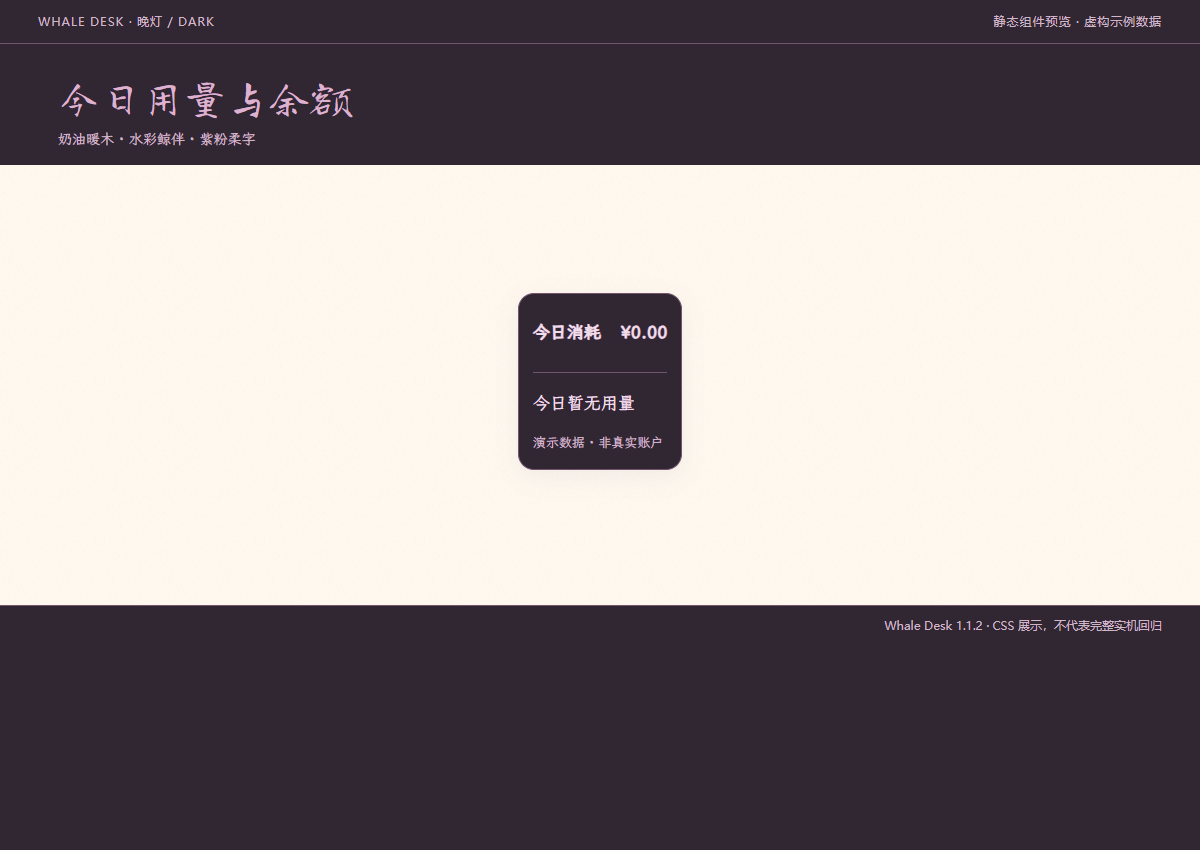 WHALE DESK · 晚灯 / DARK
静态组件预览 · 虚构示例数据
今日用量与余额
奶油暖木・水彩鲸伴・紫粉柔字
今日消耗 ¥0.00
今日暂无用量
演示数据・非真实账户
Whale Desk 1.1.2 · CSS 展示，不代表完整实机回归